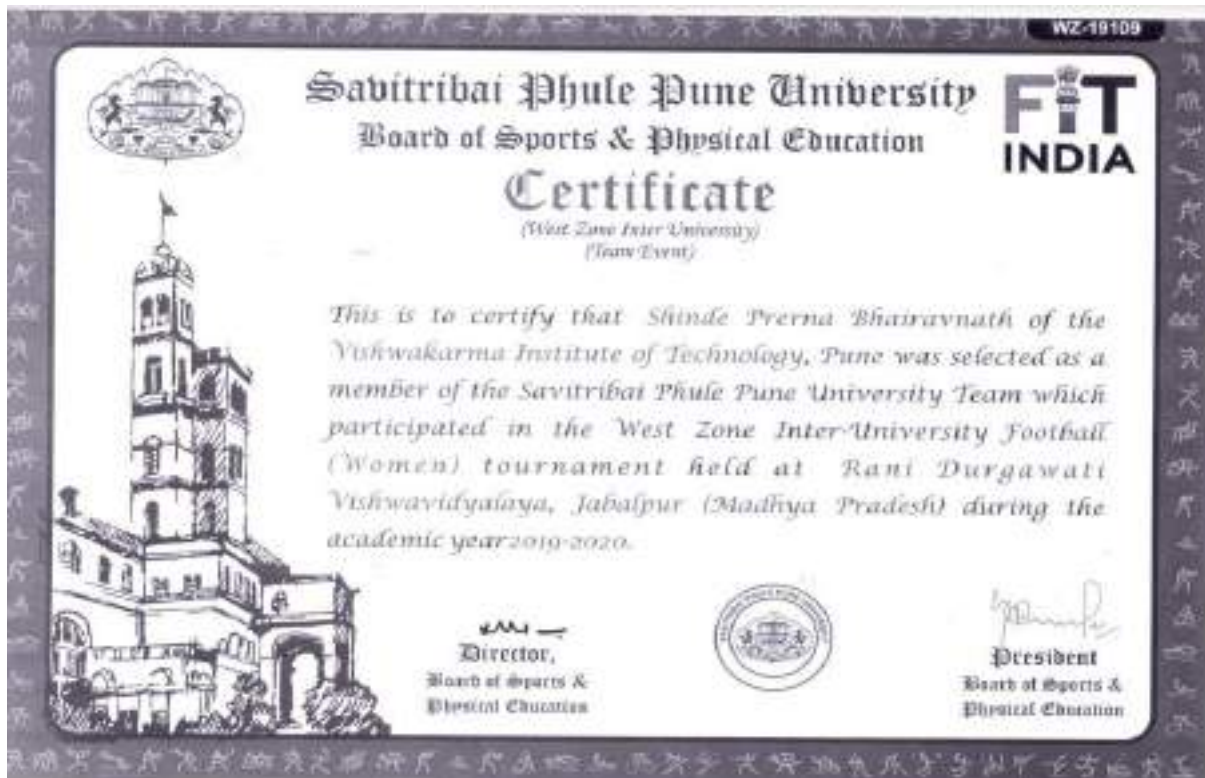 WZ-19109
Savitribai Phule Pune University
Board of Sports & Physical Education
FIT
INDIA
Certificate
(West Zone Inter University)
(Team Event)
This is to certify that Shinde Prerna Bhairavnath of the
Vishwakarma Institute of Technology, Pune was selected as a
member of the Savitribai Phule Pune University Team which
participated in the West Zone Inter-University Football
(Women) tournament held at Rani Durgawati
Vishwavidyalaya, Jabalpur (Madhya Pradesh) during the
academic year 2019-2020.
Director,
Board of Sports &
Physical Education
President
Board of Sports &
Physical Education